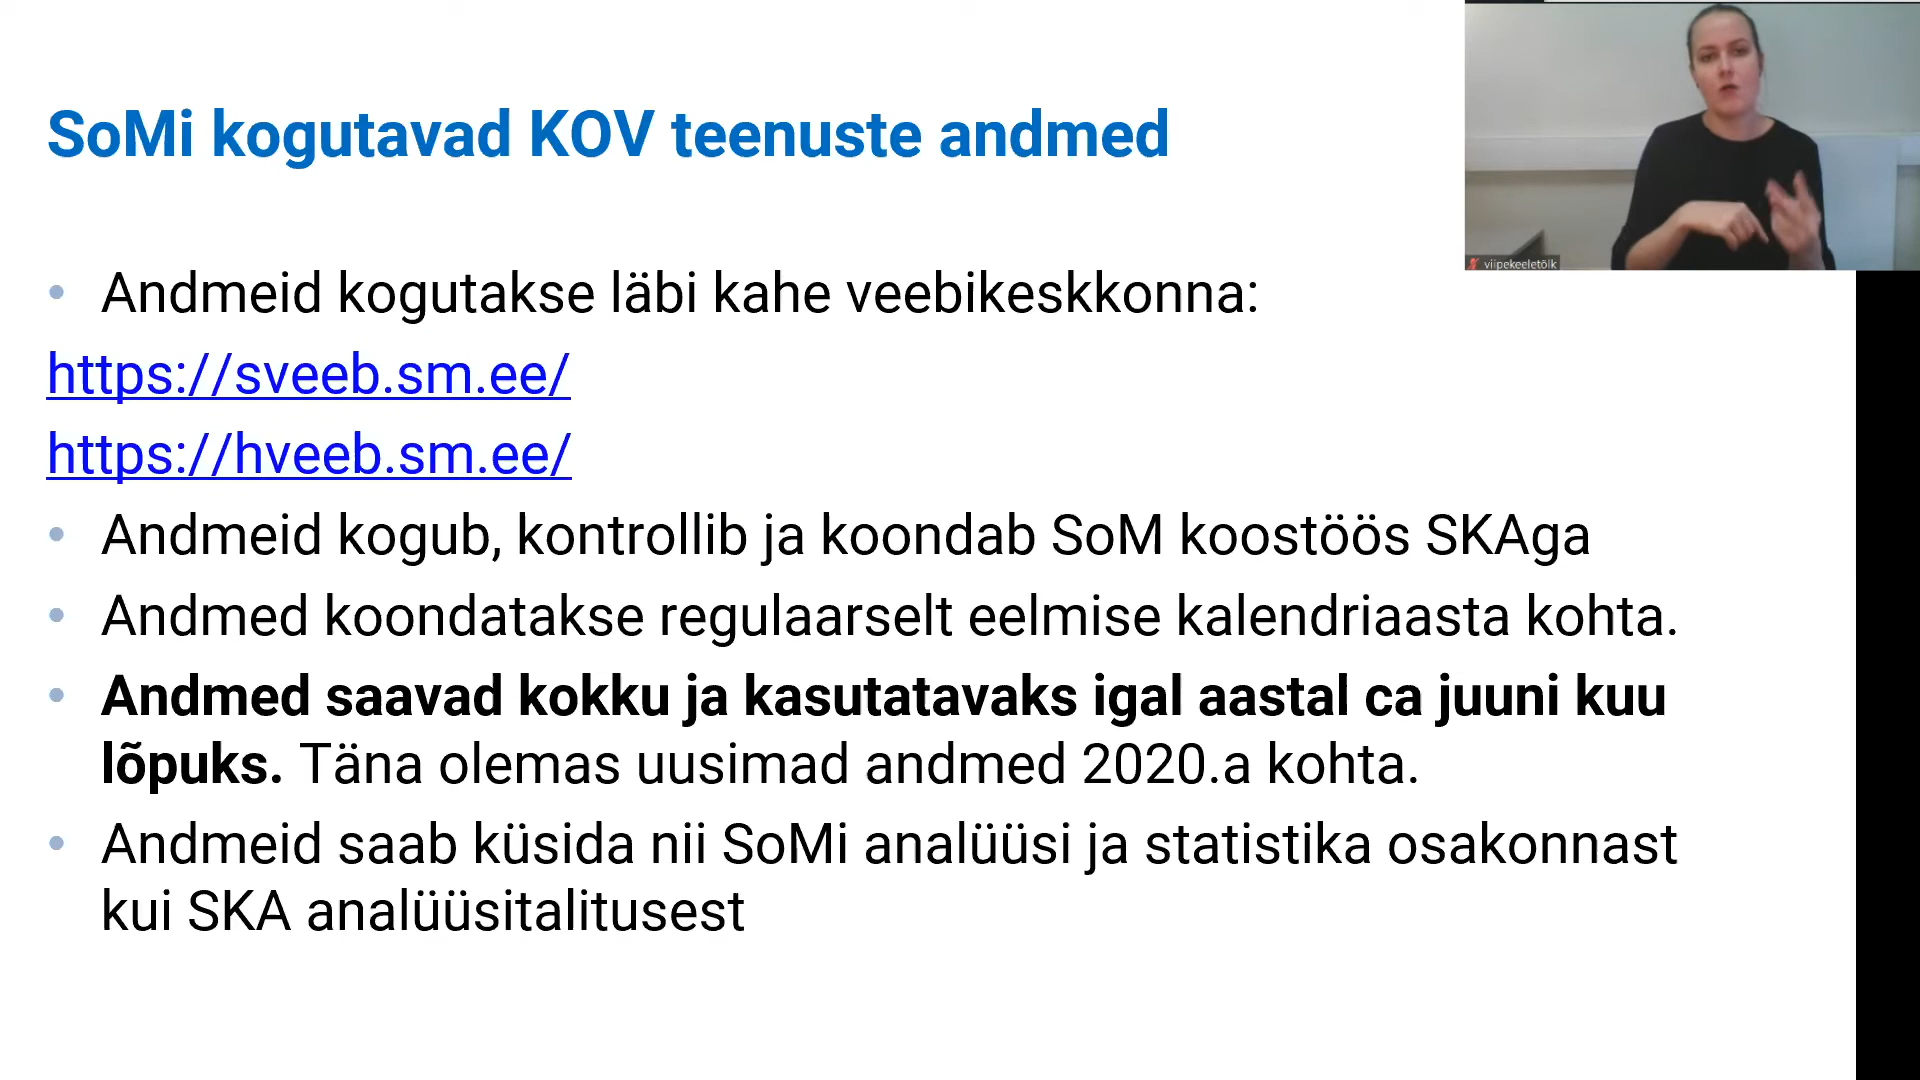 SoMi kogutavad KOV teenuste andmed
viipekeeletõlk
• Andmeid kogutakse läbi kahe veebikeskkonna:
https://sveeb.sm.ee/
https://hveeb.sm.ee/
• Andmeid kogub, kontrollib ja koondab SoM koostöös SKAga
• Andmed koondatakse regulaarselt eelmise kalendriaasta kohta.
• Andmed saavad kokku ja kasutatavaks igal aastal ca juuni kuu
lõpuks. Täna olemas uusimad andmed 2020.a kohta.
• Andmeid saab küsida nii SoMi analüüsi ja statistika osakonnast
kui SKA analüüsitalitusest